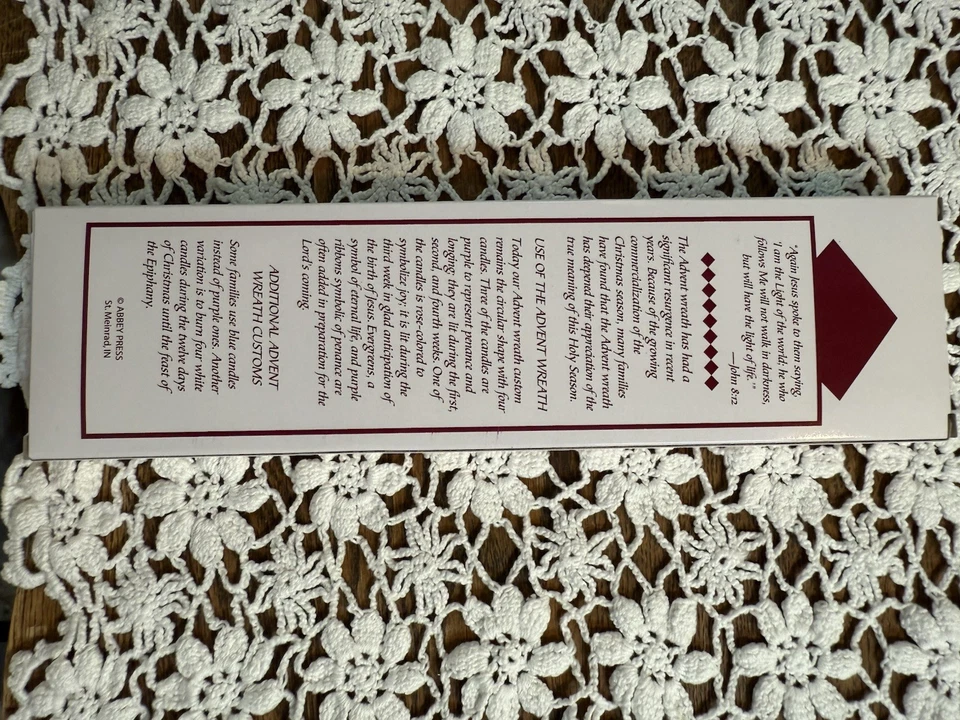 "Again Jesus spoke to them saying,
'I am the Light of the world; he who
follows Me will not walk in darkness,
but will have the light of life.'"
—John 8:12
The Advent wreath has had a
significant resurgence in recent
years. Because of the growing
commercialization of the
Christmas season, many families
have found that the Advent wreath
has depened their appreciation of the
true meaning of this Holy Season.
USE OF THE ADVENT WREATH
Today our Advent wreath custom
remains the circular shape with four
candles. Three of the candles are
purple to represent penance and
longing; they are lit during the first,
second, and fourth weeks. One of
the candles is rose-colored to
symbolize joy; it is lit during the
third week in glad anticipation of
the birth of Jesus. Evergreens, a
symbol of eternal life, and purple
ribbons symbolic of penance are
often added in preparation for the
Lord's coming.
ADDITIONAL ADVENT
WREATH CUSTOMS
Some families use blue candles
instead of purple ones. Another
variation is to burn four white
candles during the twelve days
of Christmas until the feast of
the Epiphany.
© ABBEY PRESS
St. Meinrad, IN